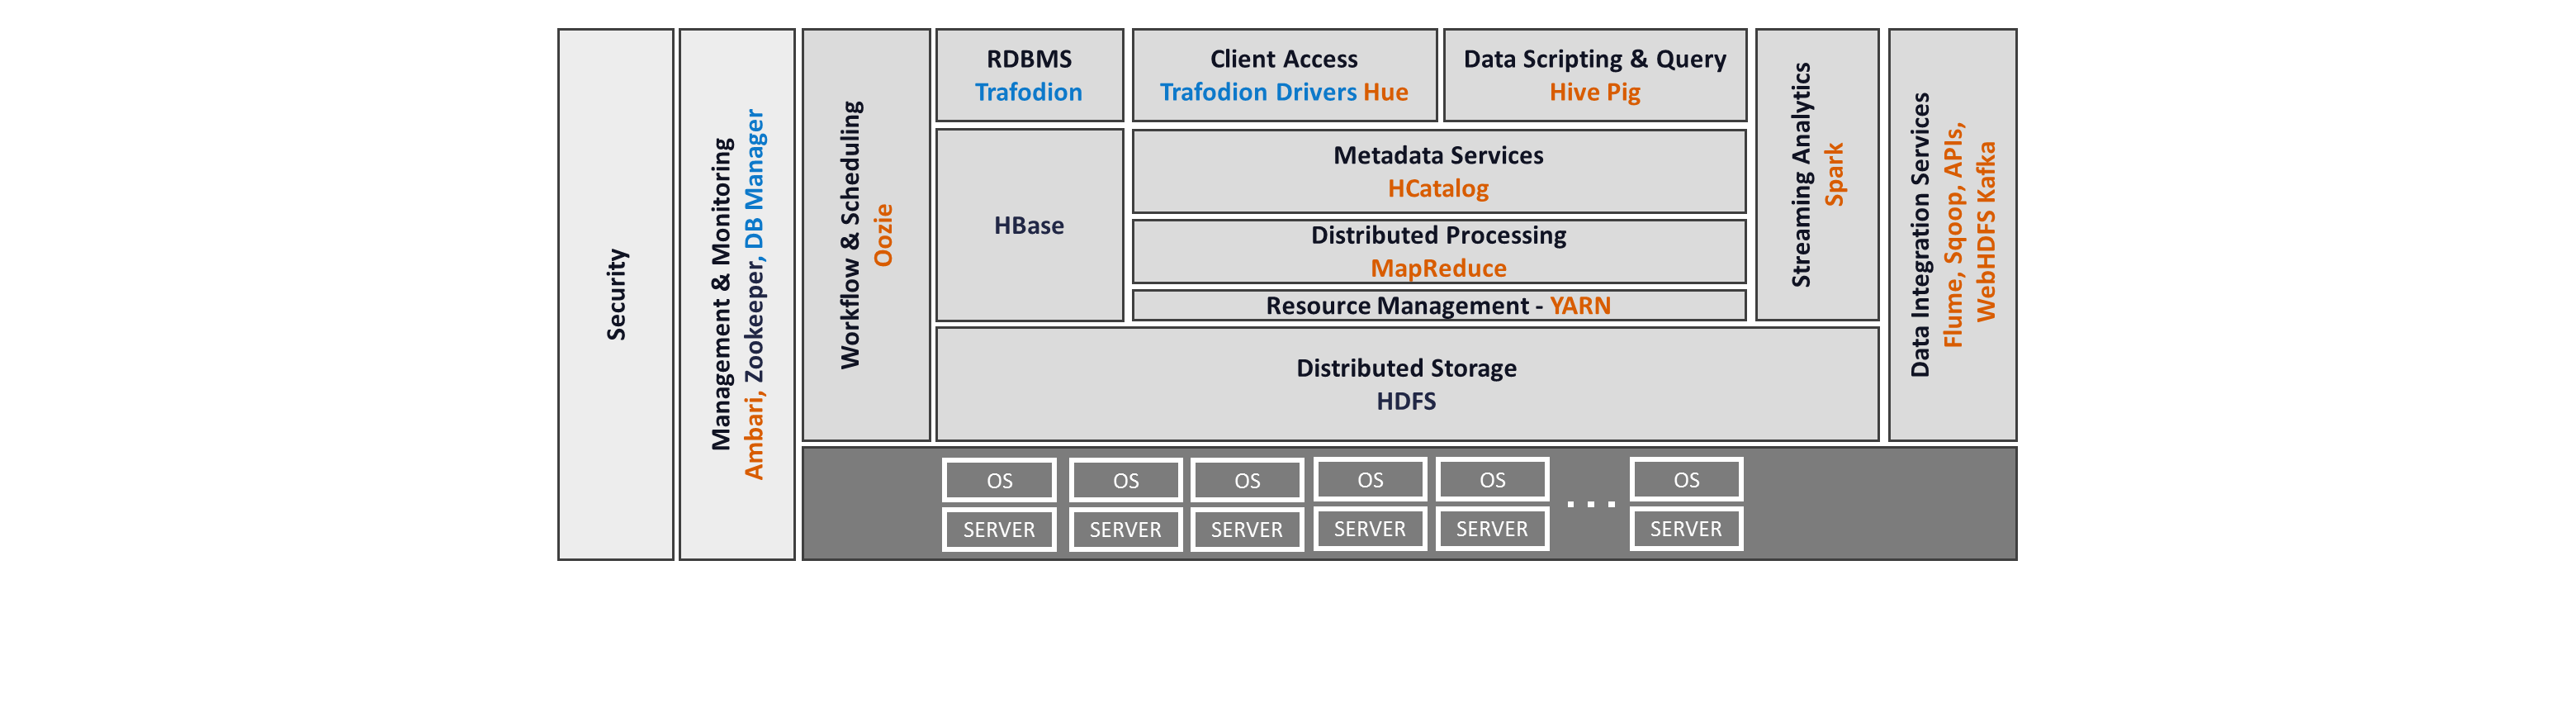 Security
Management & Monitoring
Ambari, Zookeeper, DB Manager
Workflow & Scheduling
Oozie
RDBMS
Trafodion
Client Access
Trafodion Drivers Hue
Data Scripting & Query
Hive Pig
HBase
Metadata Services
HCatalog
Distributed Processing
MapReduce
Resource Management - YARN
Streaming Analytics
Spark
Data Integration Services
Flume, Sqoop, APIs,
WebHDFS Kafka
Distributed Storage
HDFS
OS OS OS OS OS ... OS
SERVER SERVER SERVER SERVER SERVER SERVER